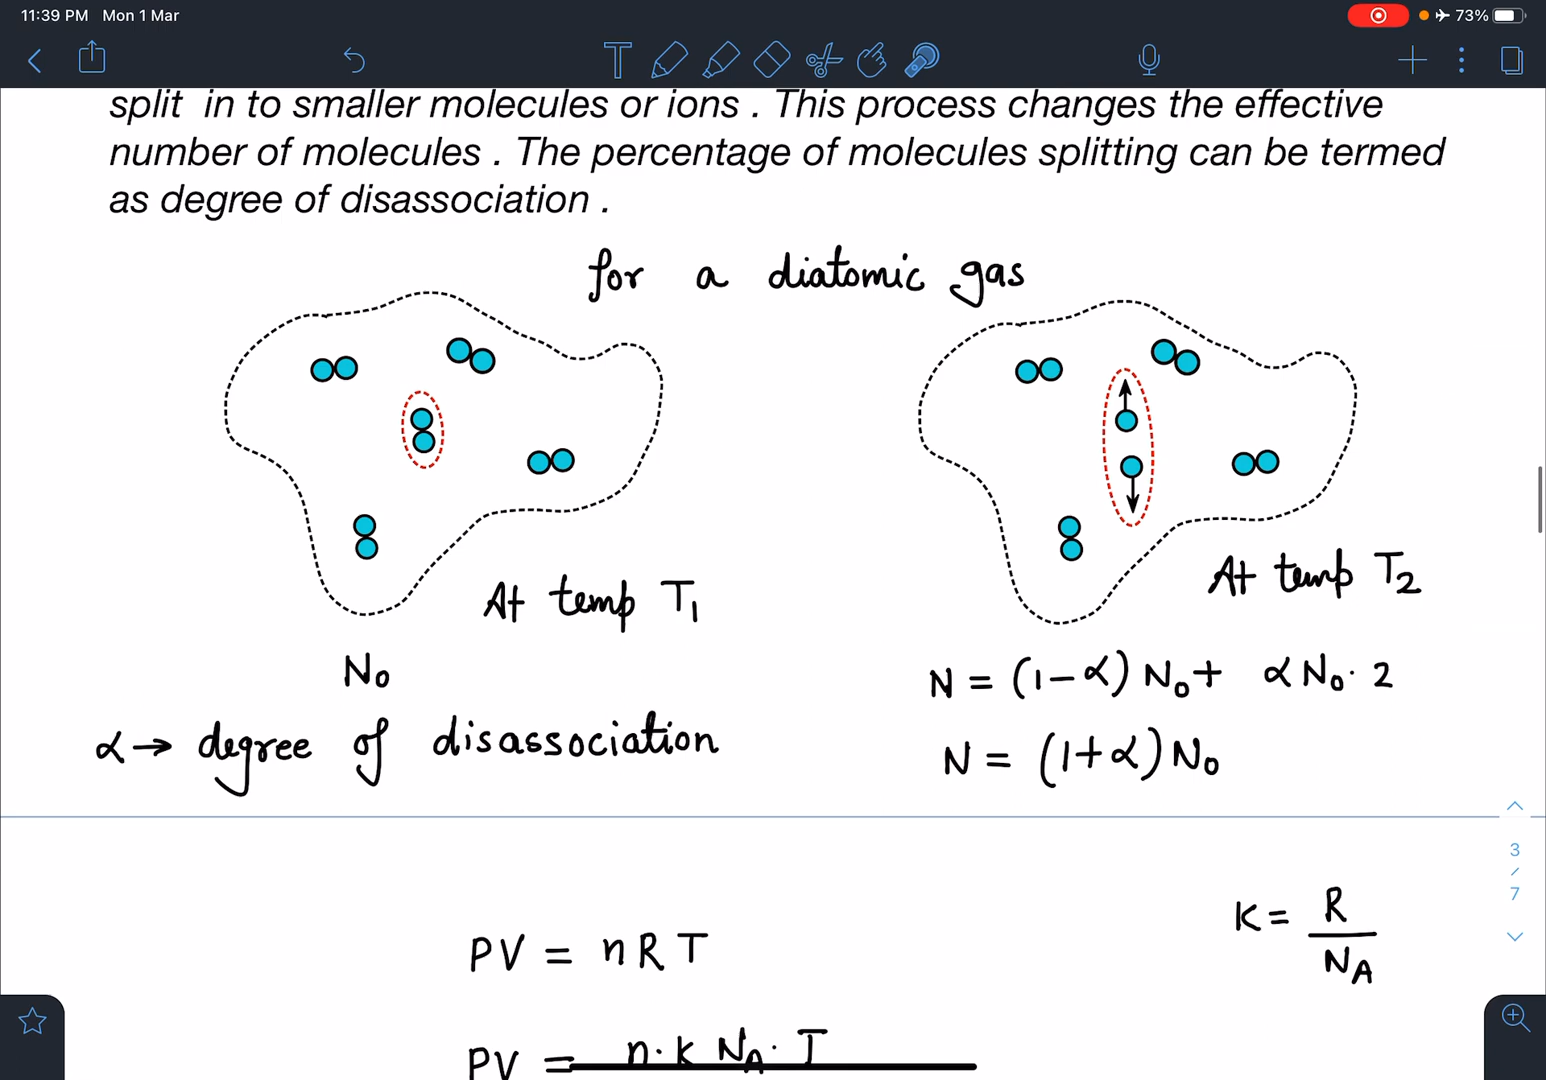 11:39 PM Mon 1 Mar
73%
split in to smaller molecules or ions . This process changes the effective
number of molecules . The percentage of molecules splitting can be termed
as degree of disassociation .
for a diatomic gas
At temp T₁
At temp T₂
N₀
N = (1-α) N₀ + αN₀· 2
α → degree of disassociation
N = (1+α) N₀
3
/
7
K = R / N_A
PV = nRT
PV = n·k N_A· T